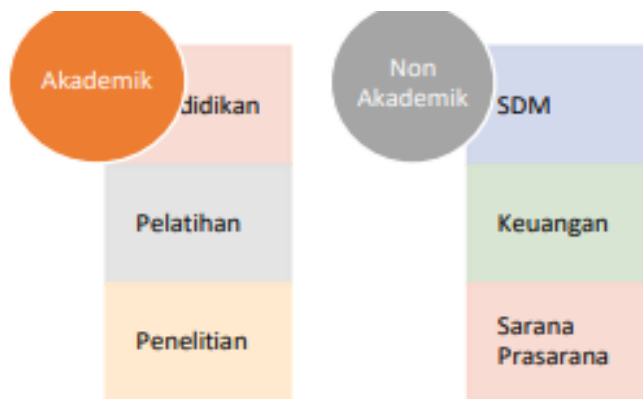 Akademik
didikan
Pelatihan
Penelitian
Non
Akademik
SDM
Keuangan
Sarana
Prasarana